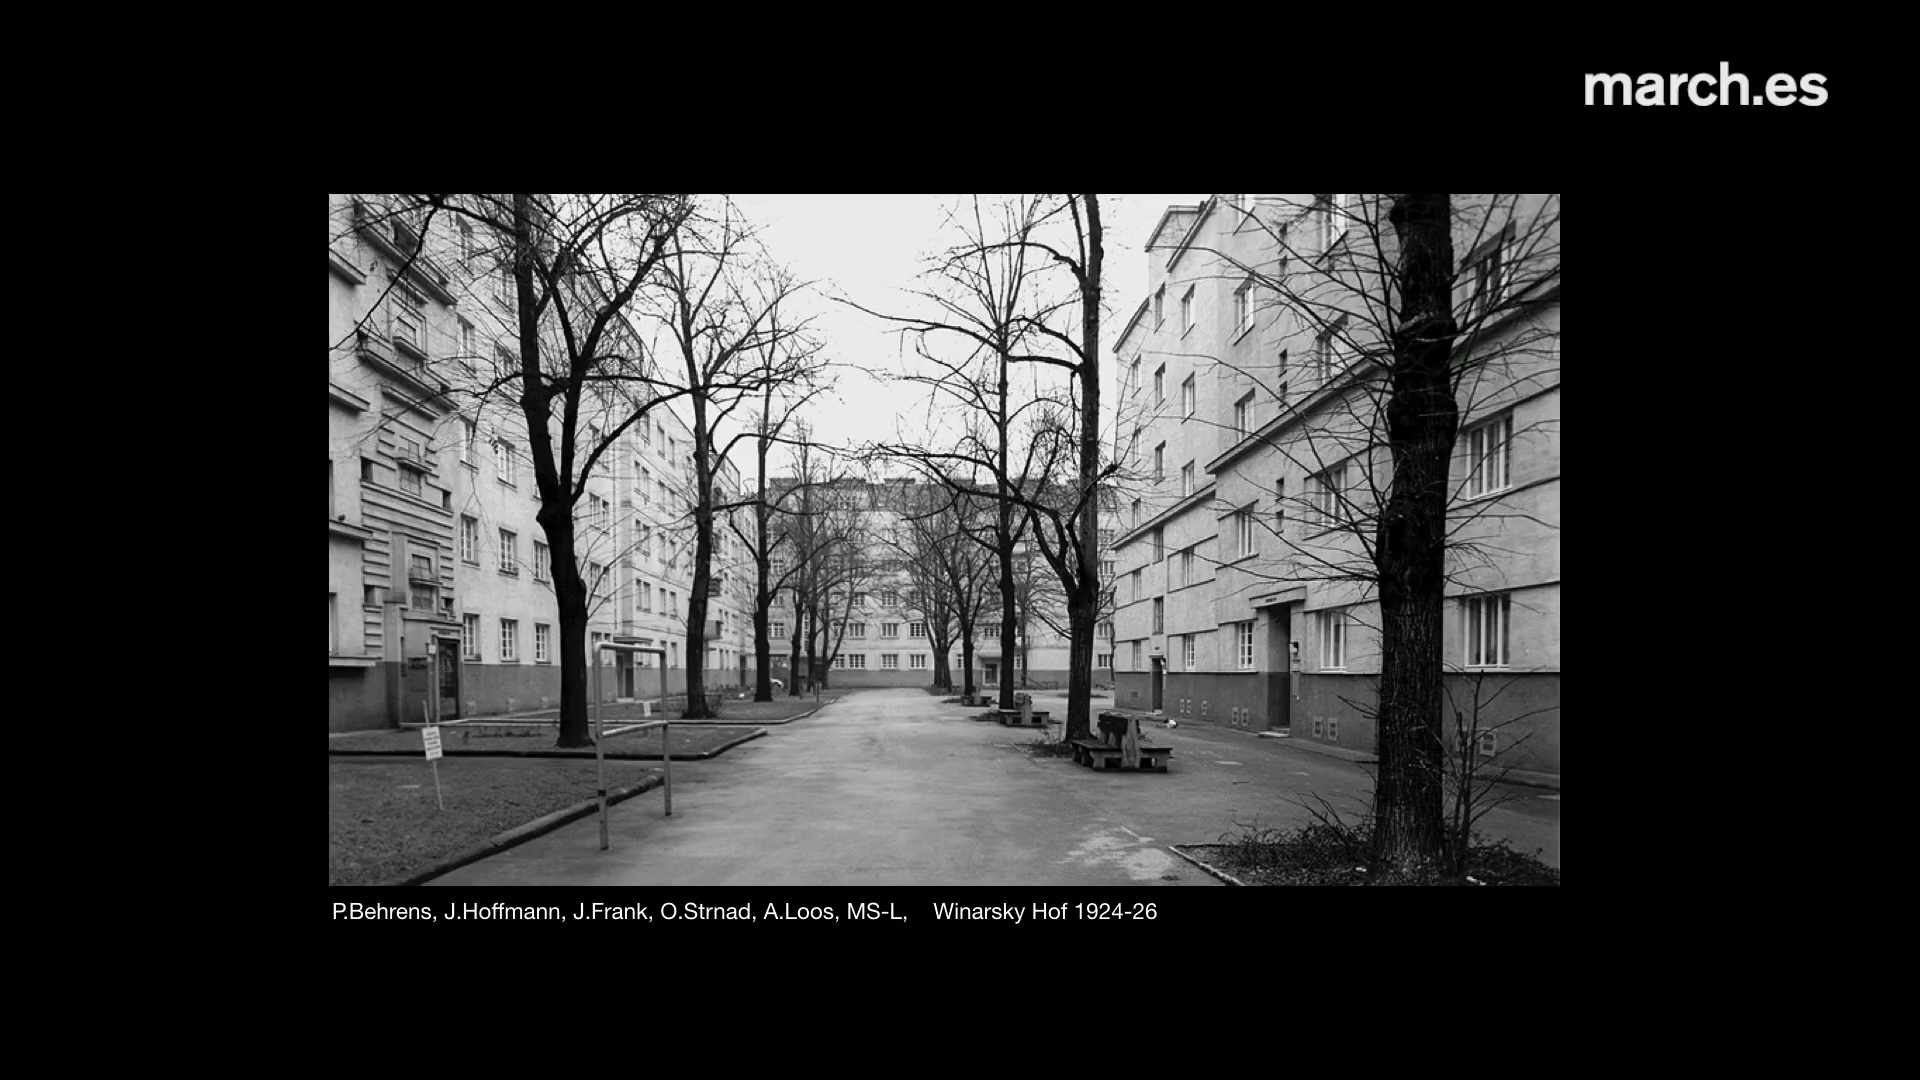 march.es
P.Behrens, J.Hoffmann, J.Frank, O.Strnad, A.Loos, MS-L, Winarsky Hof 1924-26